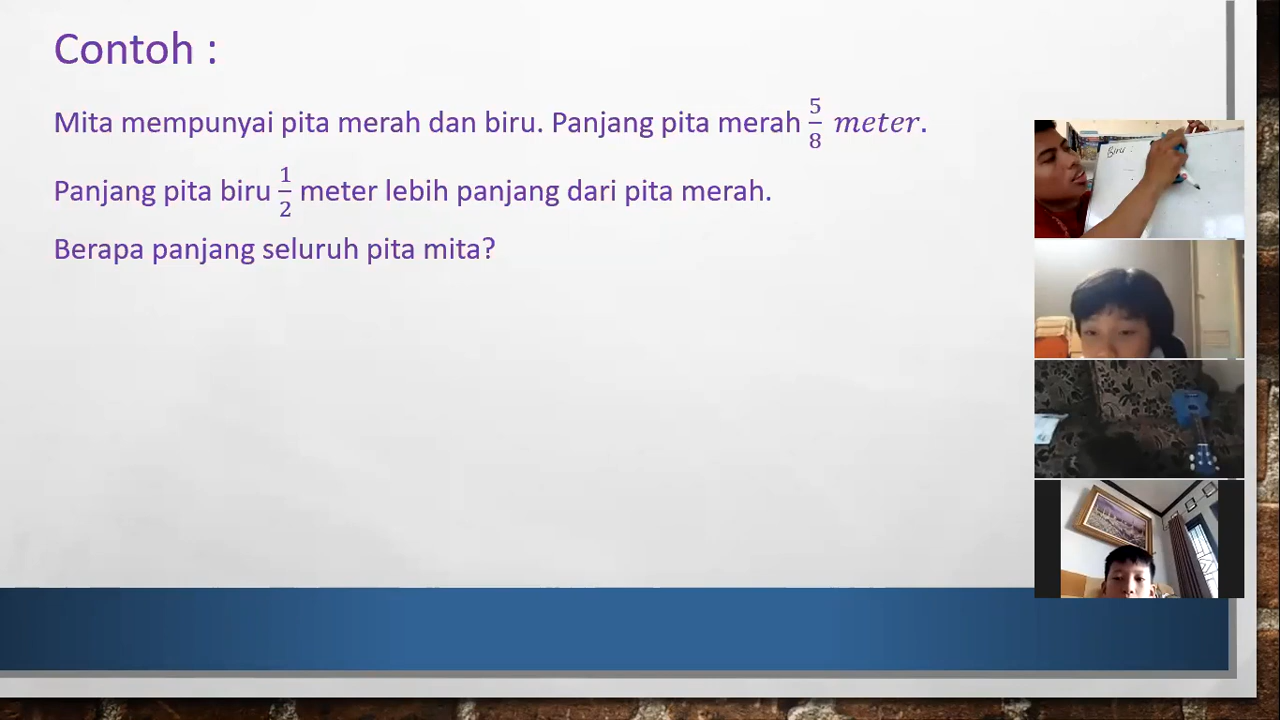 Contoh :
Mita mempunyai pita merah dan biru. Panjang pita merah 5/8 meter.
Panjang pita biru 1/2 meter lebih panjang dari pita merah.
Berapa panjang seluruh pita mita?
Biru :